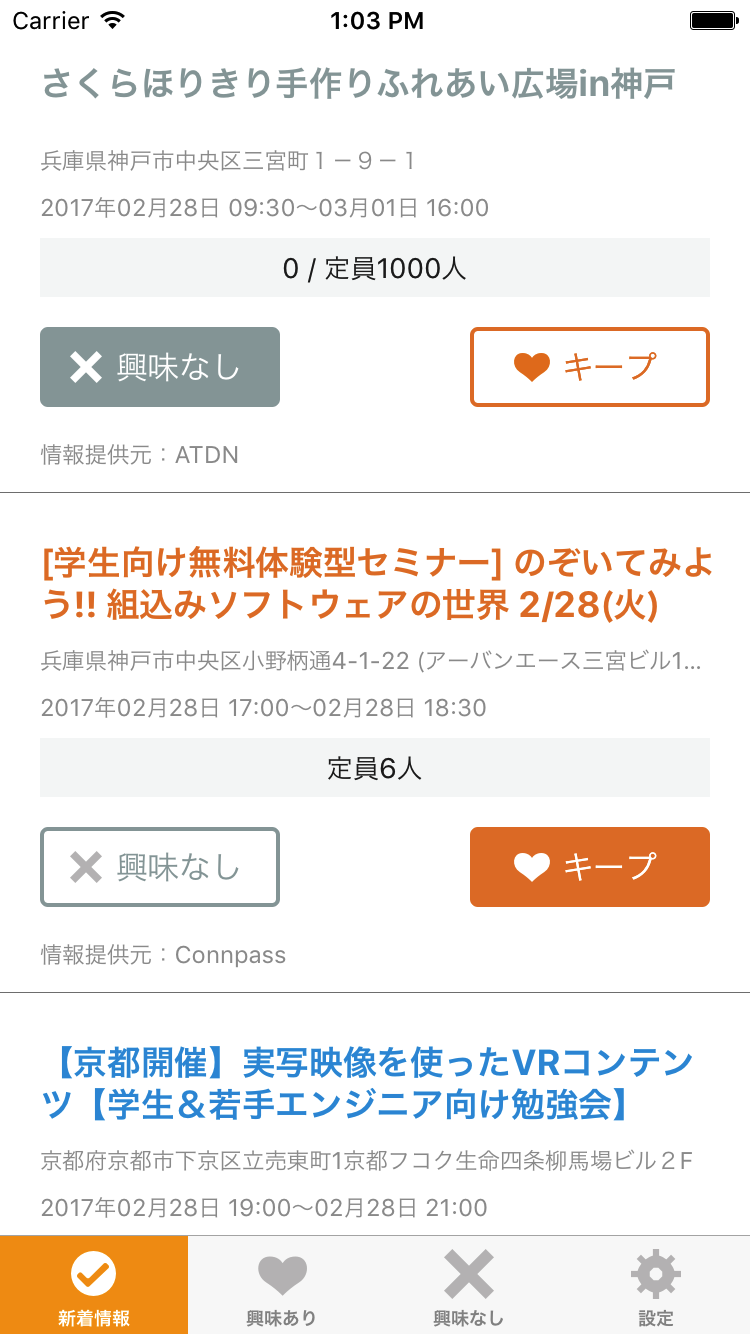 Carrier 1:03 PM
さくらほりきり手作りふれあい広場in神戸
兵庫県神戸市中央区三宮町１－９－１
2017年02月28日 09:30〜03月01日 16:00
0 / 定員1000人
興味なし キープ
情報提供元：ATDN
[学生向け無料体験型セミナー] のぞいてみよ
う!! 組込みソフトウェアの世界 2/28(火)
兵庫県神戸市中央区小野柄通4-1-22 (アーバンエース三宮ビル1...
2017年02月28日 17:00〜02月28日 18:30
定員6人
興味なし キープ
情報提供元：Connpass
【京都開催】実写映像を使ったVRコンテン
ツ【学生＆若手エンジニア向け勉強会】
京都府京都市下京区立売東町1京都フコク生命四条柳馬場ビル２F
2017年02月28日 19:00〜02月28日 21:00
新着情報 興味あり 興味なし 設定